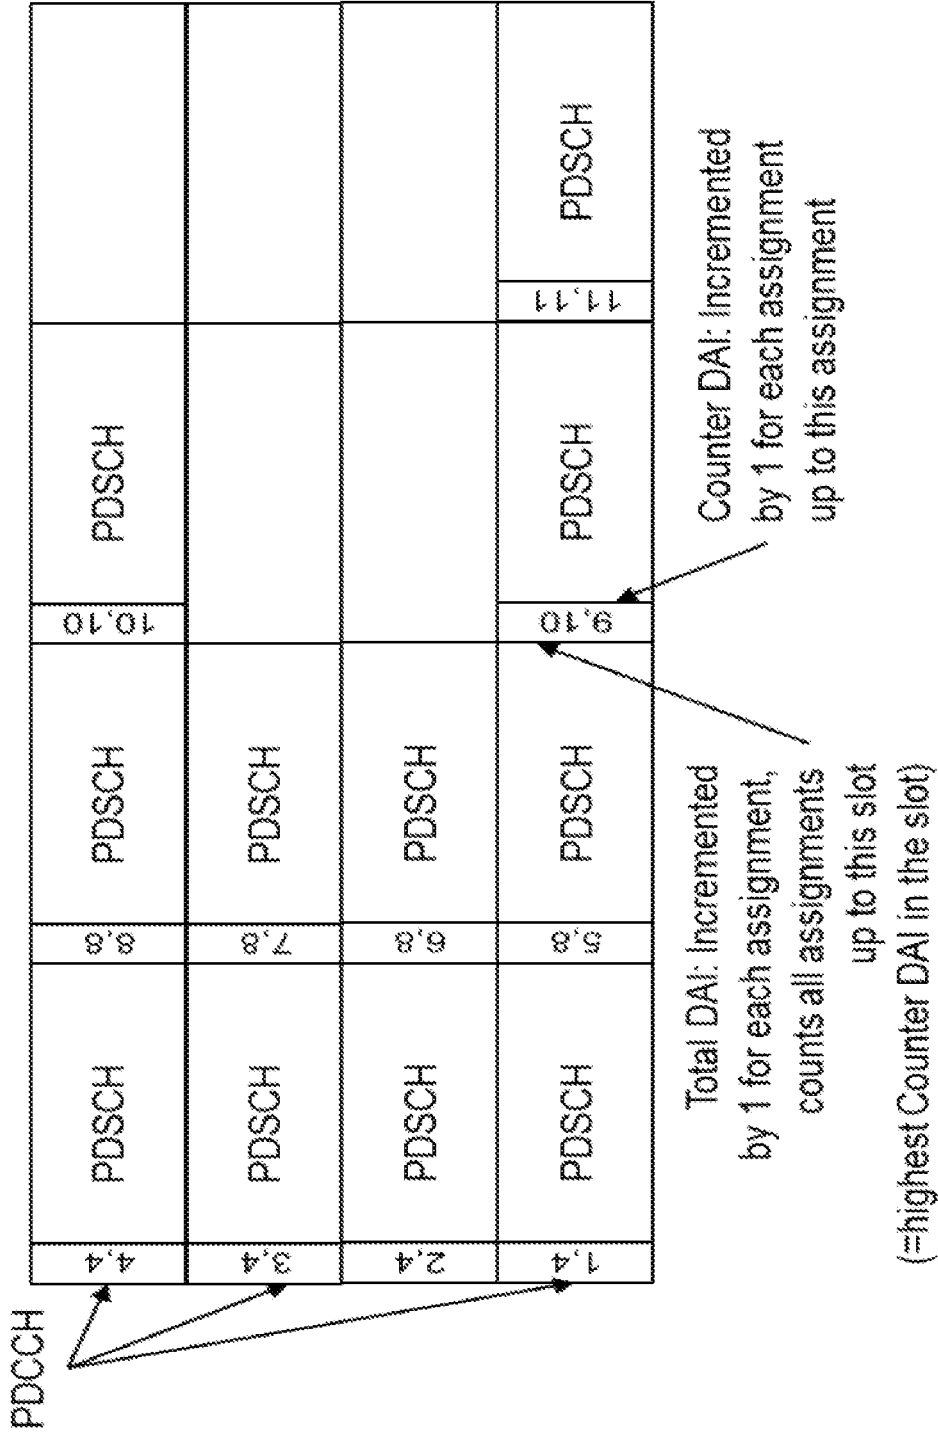 PDCCH
4,4
PDSCH
8,8
PDSCH
10,10
PDSCH
3,4
PDSCH
7,8
PDSCH
2,4
PDSCH
6,8
PDSCH
1,4
PDSCH
5,8
PDSCH
9,10
PDSCH
11,11
PDSCH
Total DAI: Incremented
by 1 for each assignment,
counts all assignments
up to this slot
(=highest Counter DAI in the slot)
Counter DAI: Incremented
by 1 for each assignment
up to this assignment